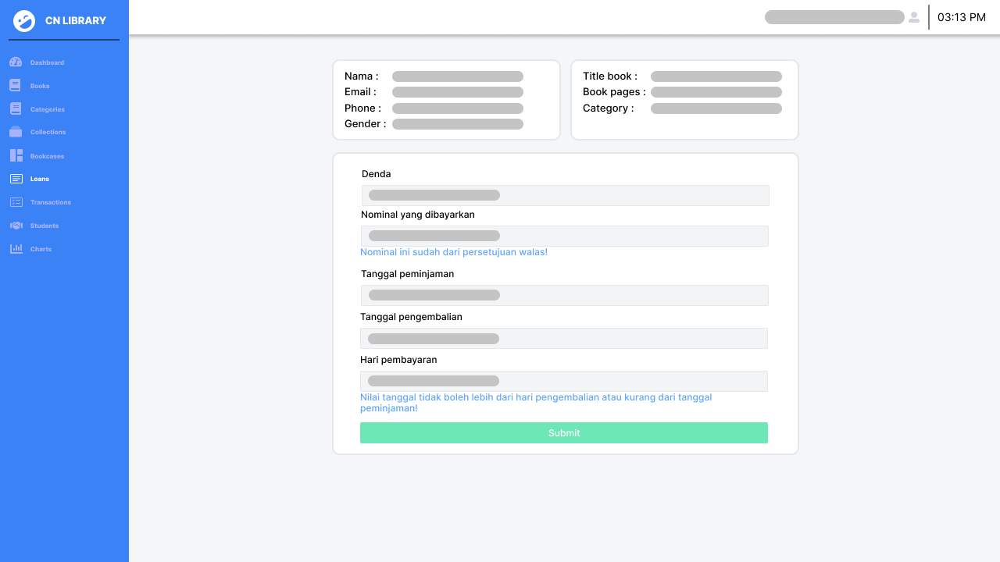 CN LIBRARY
03:13 PM
Dashboard
Books
Categories
Collections
Bookcases
Loans
Transactions
Students
Charts
Nama :
Email :
Phone :
Gender :
Title book :
Book pages :
Category :
Denda
Nominal yang dibayarkan
Nominal ini sudah dari persetujuan walas!
Tanggal peminjaman
Tanggal pengembalian
Hari pembayaran
Nilai tanggal tidak boleh lebih dari hari pengembalian atau kurang dari tanggal
peminjaman!
Submit